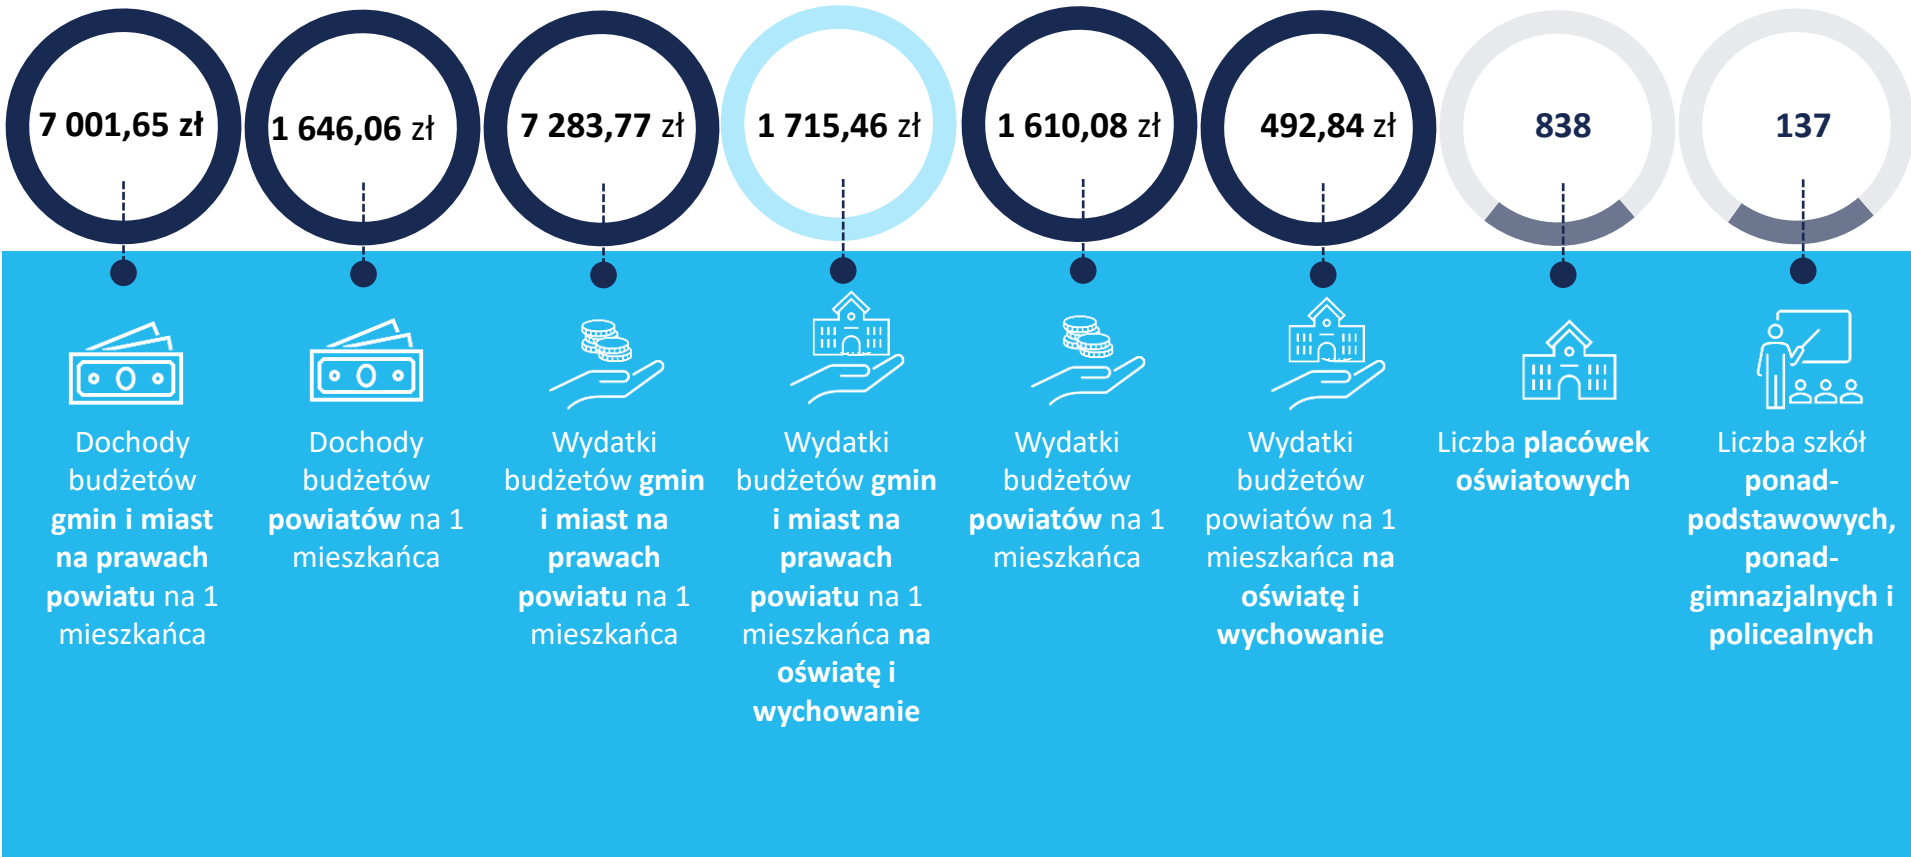 7 001,65 zł
1 646,06 zł
7 283,77 zł
1 715,46 zł
1 610,08 zł
492,84 zł
838
137
Dochody
budżetów
gmin i miast
na prawach
powiatu na 1
mieszkańca
Dochody
budżetów
powiatów na 1
mieszkańca
Wydatki
budżetów gmin
i miast na
prawach
powiatu na 1
mieszkańca
Wydatki
budżetów gmin
i miast na
prawach
powiatu na 1
mieszkańca na
oświatę i
wychowanie
Wydatki
budżetów
powiatów na 1
mieszkańca
Wydatki
budżetów
powiatów na 1
mieszkańca na
oświatę i
wychowanie
Liczba placówek
oświatowych
Liczba szkół
ponad-
podstawowych,
ponad-
gimnazjalnych i
policealnych